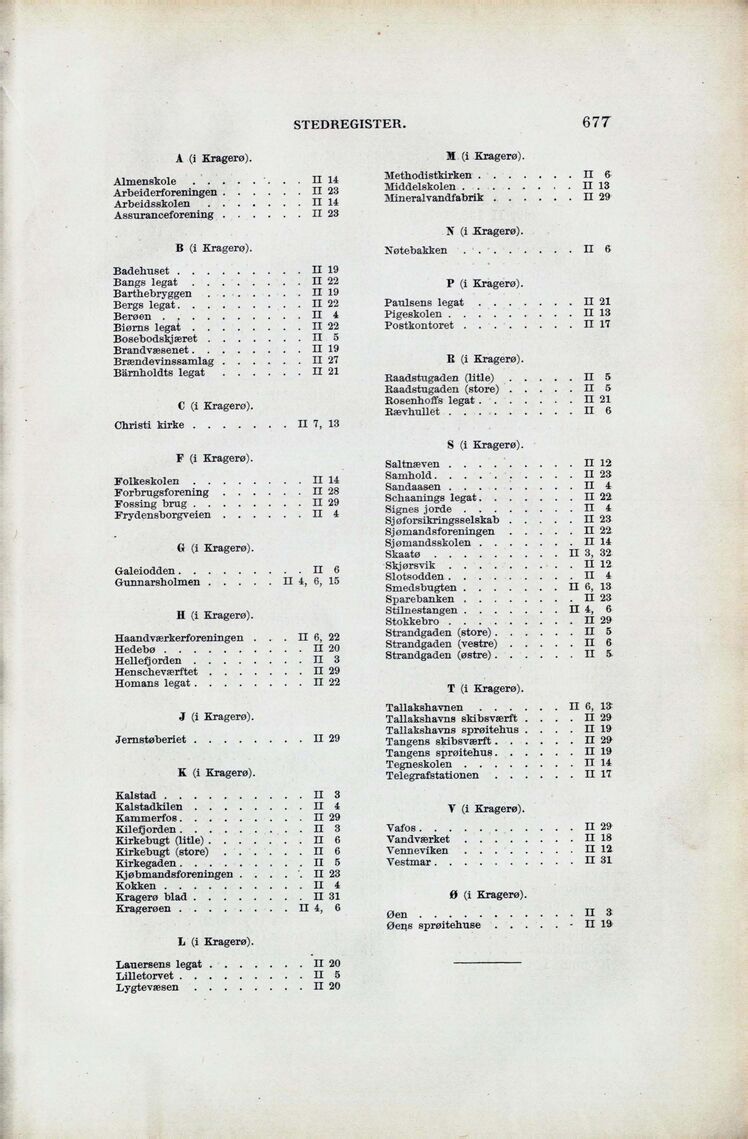 STEDREGISTER. 677
A (i Kragerø).
Almenskole . . . . . . . . II 14
Arbeiderforeningen . . . . . . II 23
Arbeidsskolen . . . . . . . II 14
Assuranceforening . . . . . . II 23
B (i Kragerø).
Badehuset . . . . . . . . . II 19
Bangs legat . . . . . . . . II 22
Barthebryggen . . . . . . . II 19
Bergs legat. . . . . . . . . II 22
Berøen . . . . . . . . . . II 4
Biørns legat . . . . . . . . II 22
Bosebodskjæret . . . . . . . II 5
Brandvæsenet. . . . . . . . II 19
Brændevinssamlag . . . . . . II 27
Bärnholdts legat . . . . . . II 21
C (i Kragerø).
Christi kirke . . . . . . . II 7, 13
F (i Kragerø).
Folkeskolen . . . . . . . . II 14
Forbrugsforening . . . . . . II 28
Fossing brug . . . . . . . . II 29
Frydensborgveien . . . . . . II 4
G (i Kragerø).
Galeiodden . . . . . . . . . II 6
Gunnarsholmen . . . . . II 4, 6, 15
H (i Kragerø).
Haandværkerforeningen . . . II 6, 22
Hedebø . . . . . . . . . . II 20
Hellefjorden . . . . . . . . II 3
Henscheværftet . . . . . . . II 29
Homans legat . . . . . . . . II 22
J (i Kragerø).
Jernstøberiet . . . . . . . . II 29
K (i Kragerø).
Kalstad . . . . . . . . . . II 3
Kalstadkilen . . . . . . . . II 4
Kammerfos . . . . . . . . . II 29
Kilefjorden . . . . . . . . . II 3
Kirkebugt (litle) . . . . . . . II 6
Kirkebugt (store) . . . . . . II 6
Kirkegaden . . . . . . . . . II 5
Kjøbmandsforeningen . . . . . II 23
Kokken . . . . . . . . . . II 4
Kragerø blad . . . . . . . . II 31
Kragerøen . . . . . . . . II 4, 6
L (i Kragerø).
Lauersens legat . . . . . . . II 20
Lilletorvet . . . . . . . . . II 5
Lygtevæsen . . . . . . . . II 20
M (i Kragerø).
Methodistkirken . . . . . . . II 6
Middelskolen . . . . . . . . II 13
Mineralvandfabrik . . . . . . II 29
N (i Kragerø).
Nøtebakken . . . . . . . . II 6
P (i Kragerø).
Paulsens legat . . . . . . . II 21
Pigeskolen . . . . . . . . . II 13
Postkontoret . . . . . . . . II 17
R (i Kragerø).
Raadstugaden (litle) . . . . . II 5
Raadstugaden (store) . . . . . II 5
Rosenhoffs legat . . . . . . . II 21
Rævhullet . . . . . . . . . II 6
S (i Kragerø).
Saltnæven . . . . . . . . . II 12
Samhold . . . . . . . . . . II 23
Sandaasen . . . . . . . . . II 4
Schaanings legat. . . . . . . II 22
Signes jorde . . . . . . . . II 4
Sjøforsikringsselskab . . . . . II 23
Sjømandsforeningen . . . . . II 22
Sjømandsskolen . . . . . . . II 14
Skaatø . . . . . . . . . II 3, 32
Skjørsvik . . . . . . . . . II 12
Slotsodden . . . . . . . . . II 4
Smedsbugten . . . . . . . II 6, 13
Sparebanken . . . . . . . . II 23
Stilnestangen . . . . . . . II 4, 6
Stokkebro . . . . . . . . . II 29
Strandgaden (store) . . . . . . II 5
Strandgaden (vestre) . . . . . II 6
Strandgaden (østre) . . . . . . II 5
T (i Kragerø).
Tallakshavnen . . . . . . II 6, 13
Tallakshavns skibsværft . . . . II 29
Tallakshavns sprøitehus . . . . II 19
Tangens skibsværft . . . . . . II 29
Tangens sprøitehus . . . . . . II 19
Tegneskolen . . . . . . . . II 14
Telegrafstationen . . . . . . II 17
V (i Kragerø).
Vafos . . . . . . . . . . . II 29
Vandværket . . . . . . . . II 18
Venneviken . . . . . . . . II 12
Vestmar . . . . . . . . . . II 31
Ø (i Kragerø).
Øen . . . . . . . . . . . II 3
Øens sprøitehuse . . . . . . II 19